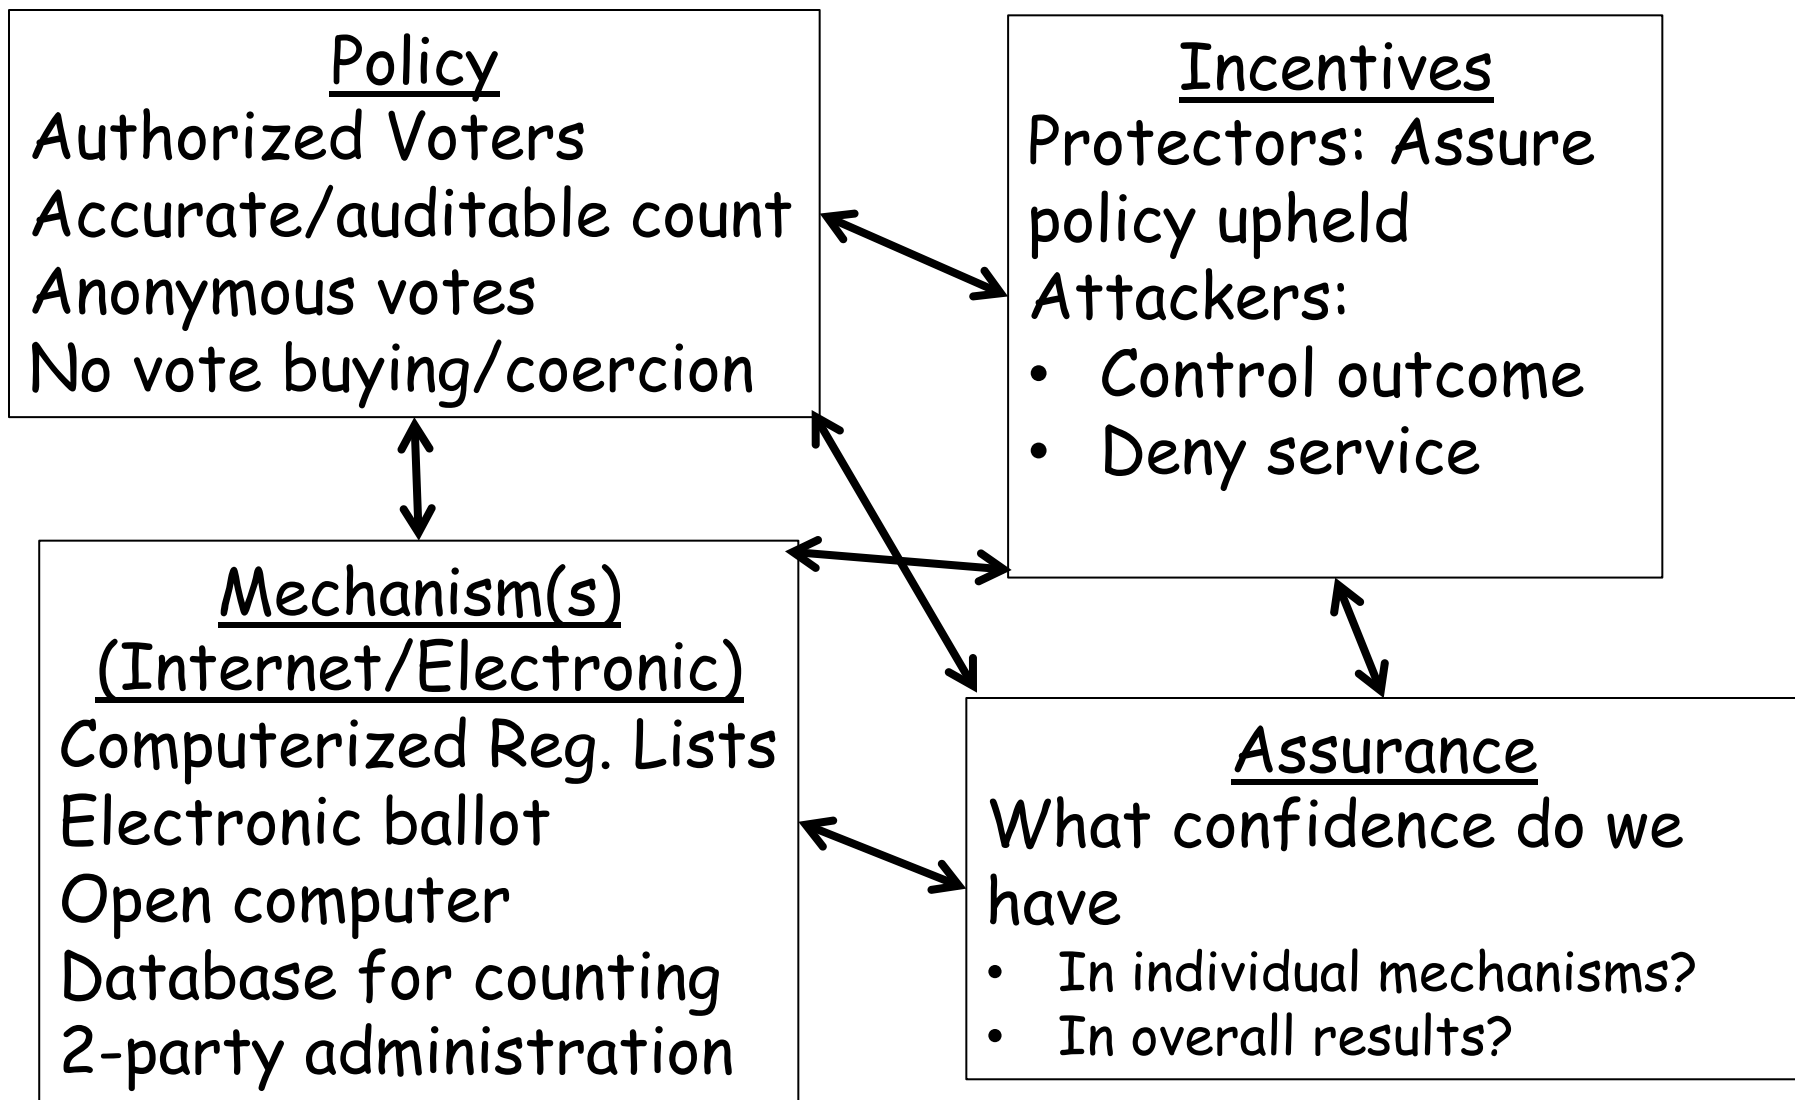 Policy
Authorized Voters
Accurate/auditable count
Anonymous votes
No vote buying/coercion
Incentives
Protectors: Assure
policy upheld
Attackers:
• Control outcome
• Deny service
Mechanism(s)
(Internet/Electronic)
Computerized Reg. Lists
Electronic ballot
Open computer
Database for counting
2-party administration
Assurance
What confidence do we
have
• In individual mechanisms?
• In overall results?